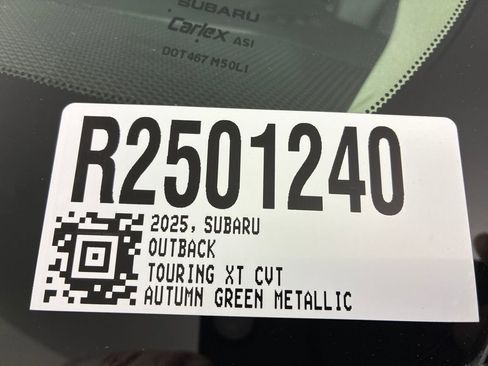 SUBARU
Carlex ASI
DOT467 M50L1
R2501240
2025, SUBARU
OUTBACK
TOURING XT CVT
AUTUMN GREEN METALLIC